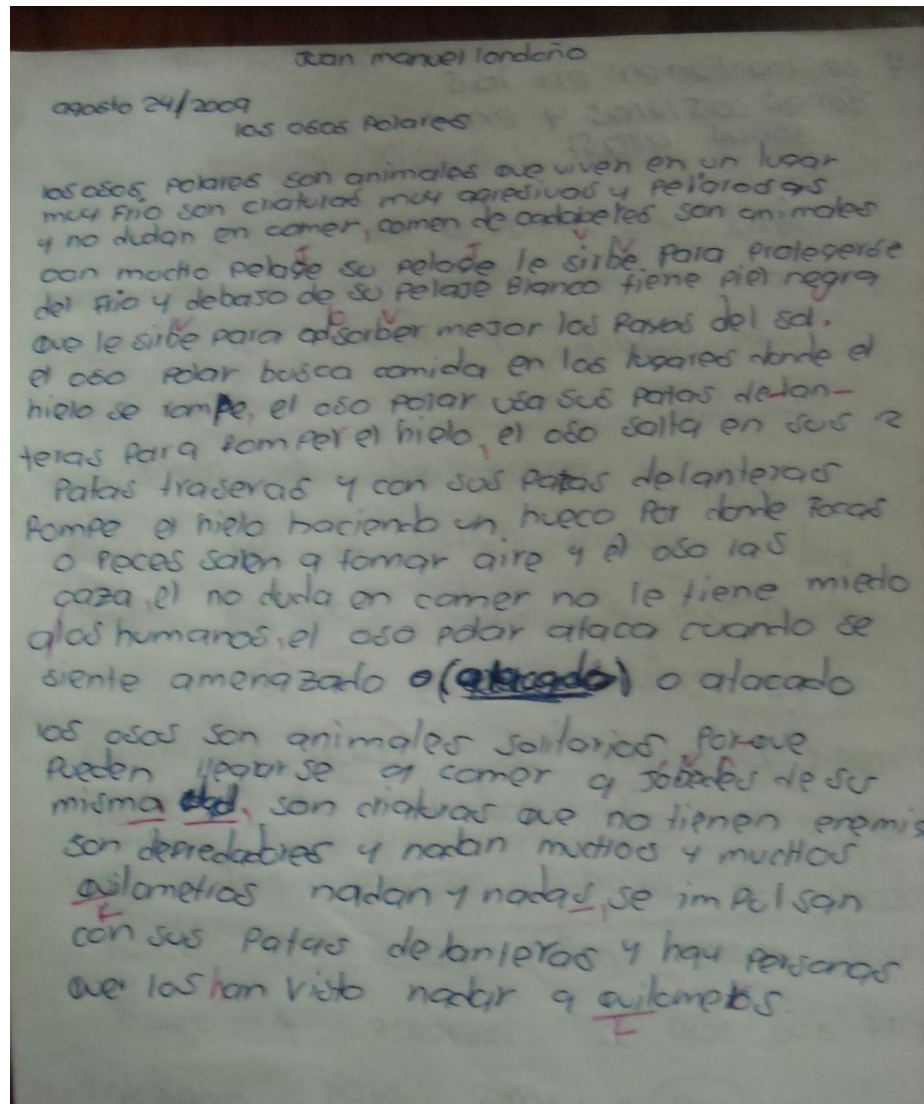 Juan manuel londoño
agosto 24/2009
los osos Polares
los osos, Polares son animales que viven en un lugar
muy Frio son criaturas muy agresivas y peligrosas
y no dudan en comer, comen de cadabeles son animales
con mucho pelage su pelage le sirbe Para protegerse
del frio y debajo de su pelaje Blanco tiene piel negra
que le sirbe para adsorber mejor los Rayos del sol.
el oso polar busca comida en los lugares donde el
hielo se rompe, el oso polar usa sus patas delan-
teras para romper el hielo, el oso salta en sus 2
Patas traseras y con sus patas delanteras
Rompe el hielo haciendo un hueco Por donde Focas
o peces salen a tomar aire y el oso las
caza, el no duda en comer no le tiene miedo
a los humanos, el oso polar ataca cuando se
siente amenazado o (atacado) o atacado
los osos son animales solitarios, Porque
Pueden llegarse a comer a de su
misma, son criaturas que no tienen enemis
son depredadores y nadan muchos y muchos
quilometros nadan y nadas, se impulsan
con sus Patas delanteras y hay personas
que los han visto nadar a quilometros